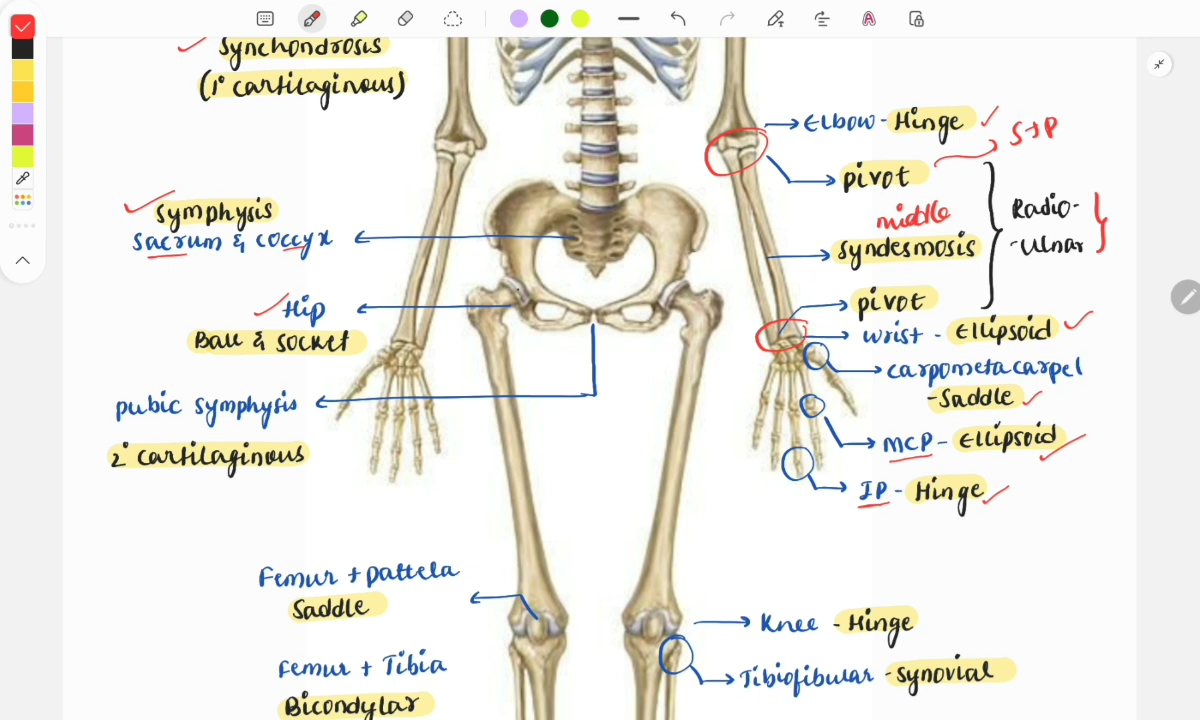 synchondrosis
(1° cartilaginous)
symphysis
sacrum & coccyx
Hip
Ball & socket
pubic symphysis
2° cartilaginous
Femur + pattela
Saddle
Femur + Tibia
Bicondylar
Elbow - Hinge
S+P
pivot
middle
Radio-
-Ulnar
syndesmosis
pivot
wrist - Ellipsoid
carpometacarpel
-Saddle
MCP - Ellipsoid
IP - Hinge
Knee - Hinge
Tibiofibular - synovial